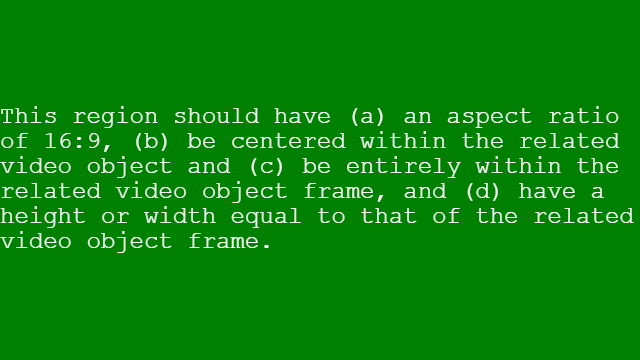 This region should have (a) an aspect ratio
of 16:9, (b) be centered within the related
video object and (c) be entirely within the
related video object frame, and (d) have a
height or width equal to that of the related
video object frame.